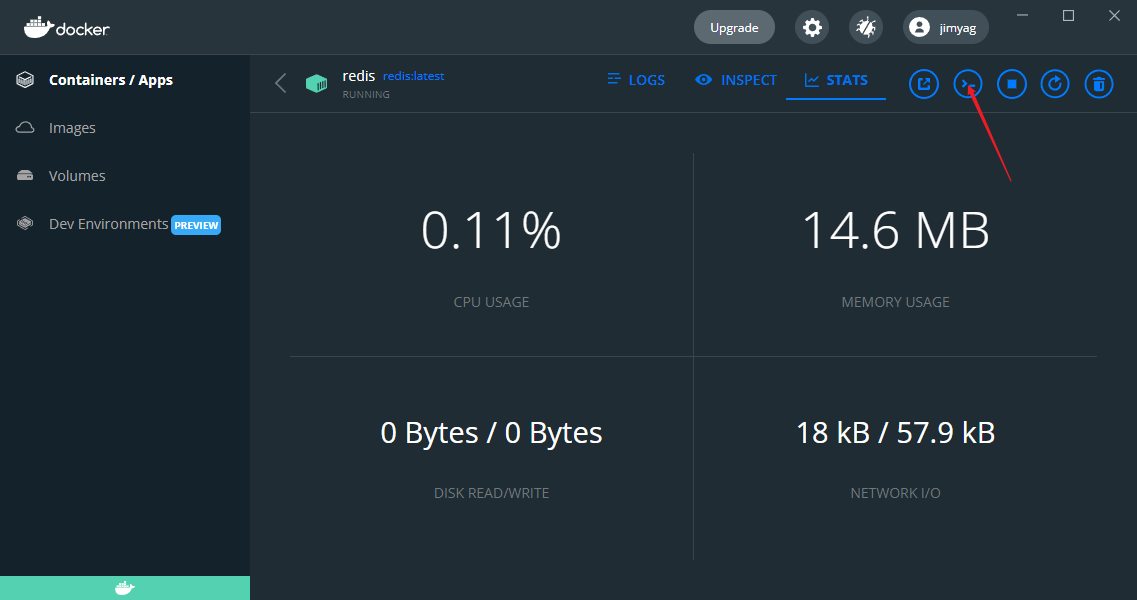 docker
Upgrade
jimyag
Containers / Apps
Images
Volumes
Dev Environments PREVIEW
redis redis:latest
RUNNING
LOGS
INSPECT
STATS
0.11%
CPU USAGE
14.6 MB
MEMORY USAGE
0 Bytes / 0 Bytes
DISK READ/WRITE
18 kB / 57.9 kB
NETWORK I/O